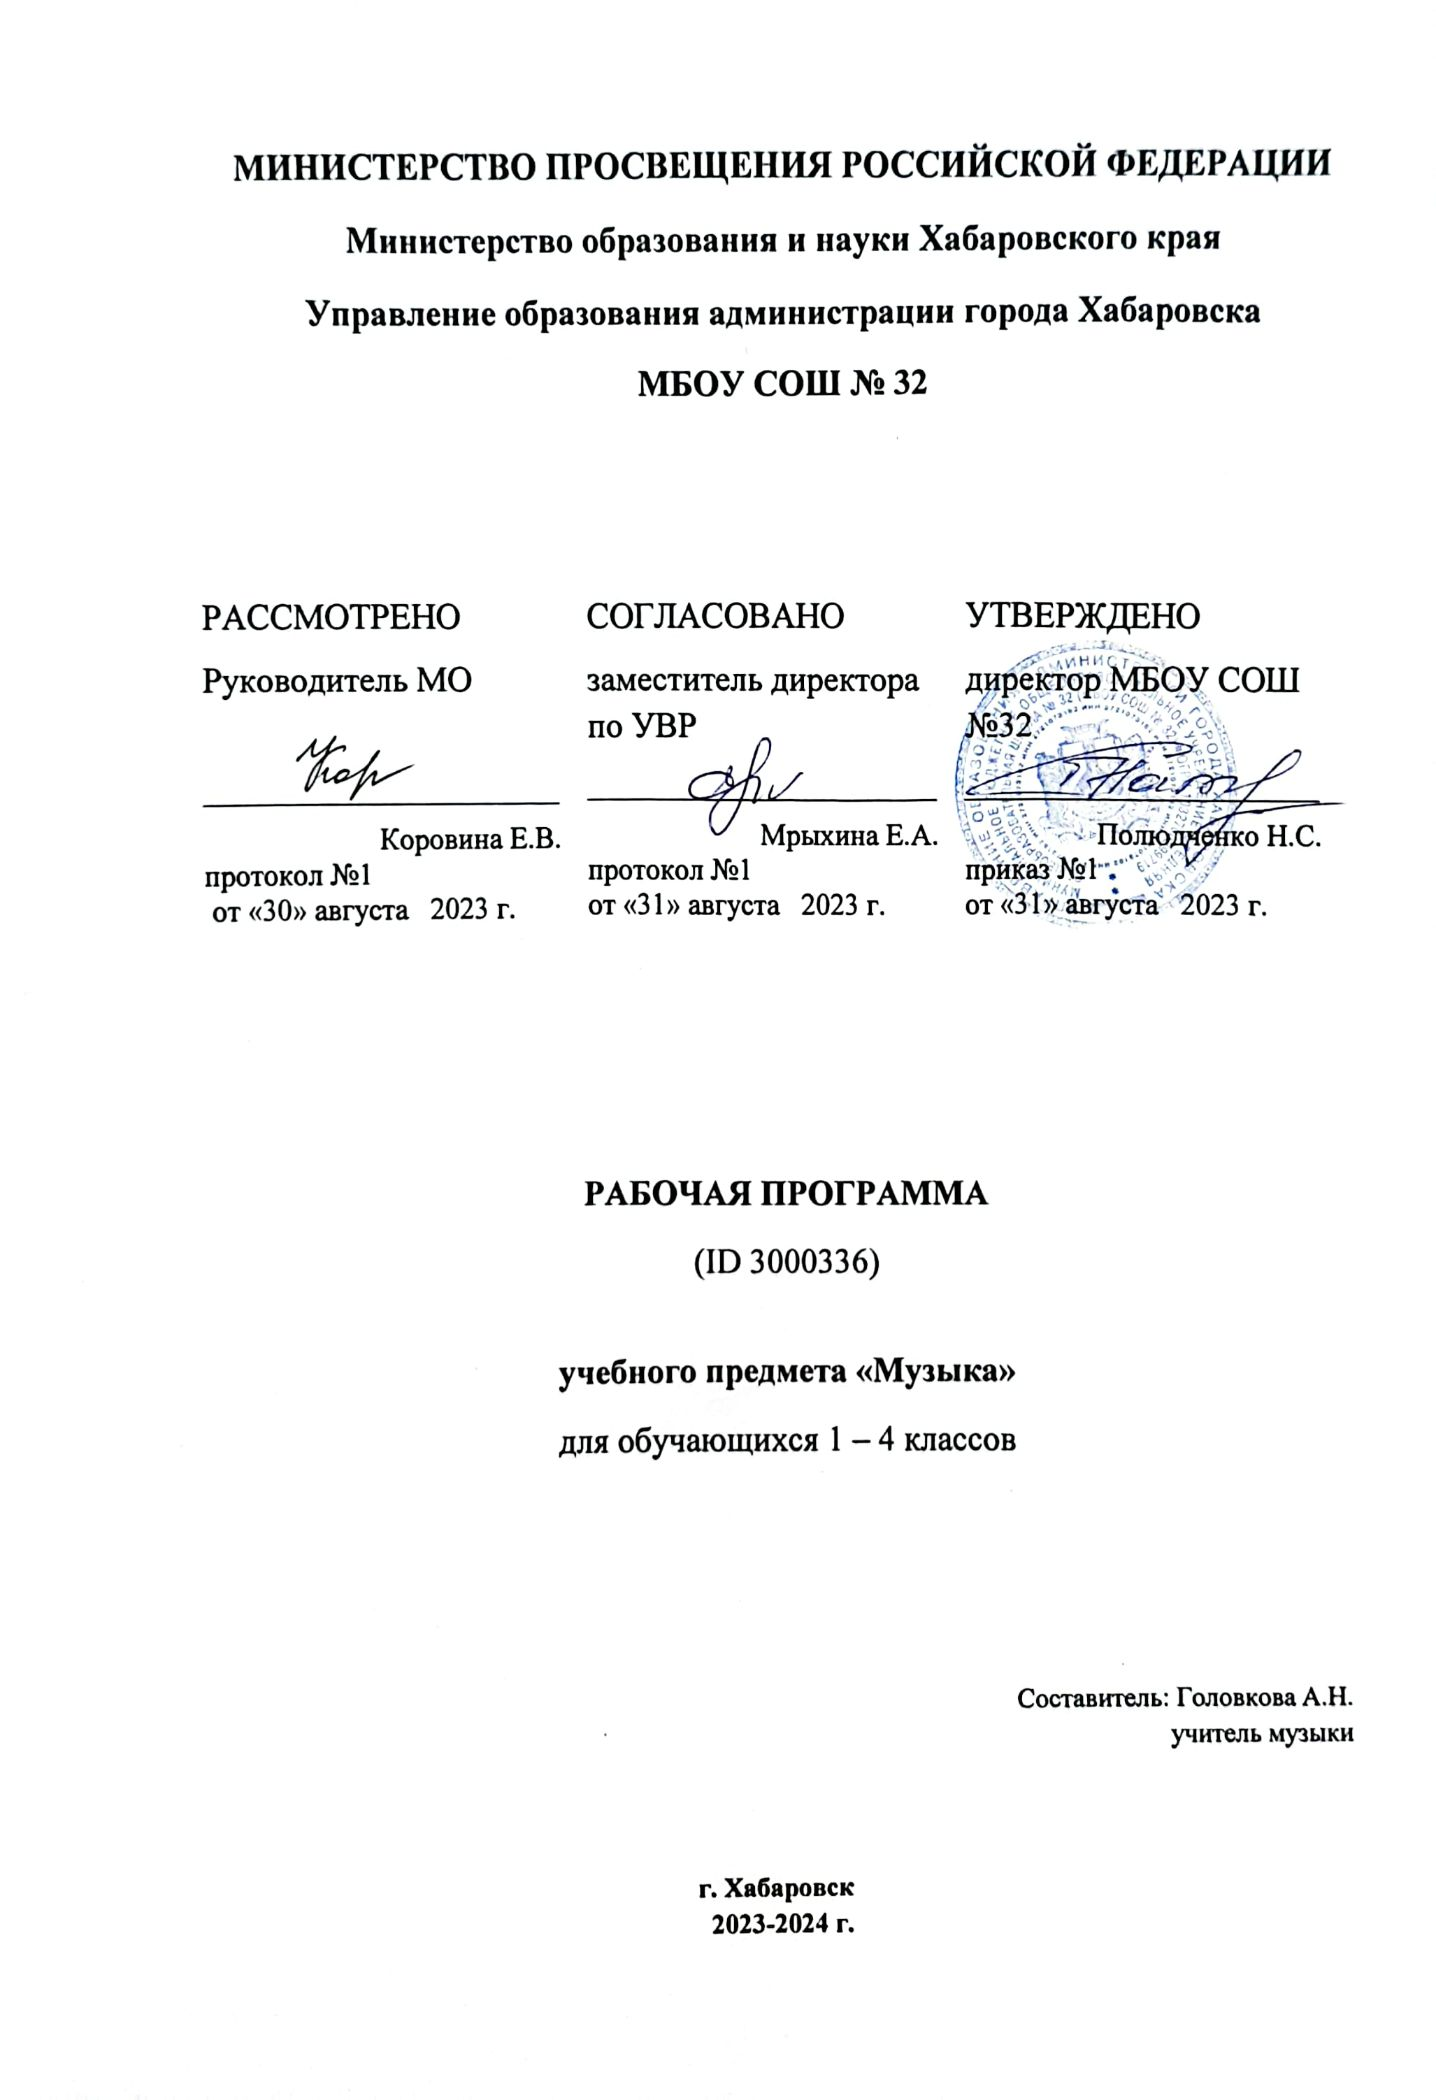 МИНИСТЕРСТВО ПРОСВЕЩЕНИЯ РОССИЙСКОЙ ФЕДЕРАЦИИ
Министерство образования и науки Хабаровского края
Управление образования администрации города Хабаровска
МБОУ СОШ № 32
РАССМОТРЕНО
Руководитель МО
Коровина Е.В.
протокол №1
от «30» августа 2023 г.
СОГЛАСОВАНО
заместитель директора
по УВР
Мрыхина Е.А.
протокол №1
от «31» августа 2023 г.
УТВЕРЖДЕНО
директор МБОУ СОШ
№32
Полюдченко Н.С.
приказ №1
от «31» августа 2023 г.
РАБОЧАЯ ПРОГРАММА
(ID 3000336)
учебного предмета «Музыка»
для обучающихся 1 – 4 классов
Составитель: Головкова А.Н.
учитель музыки
г. Хабаровск
2023-2024 г.